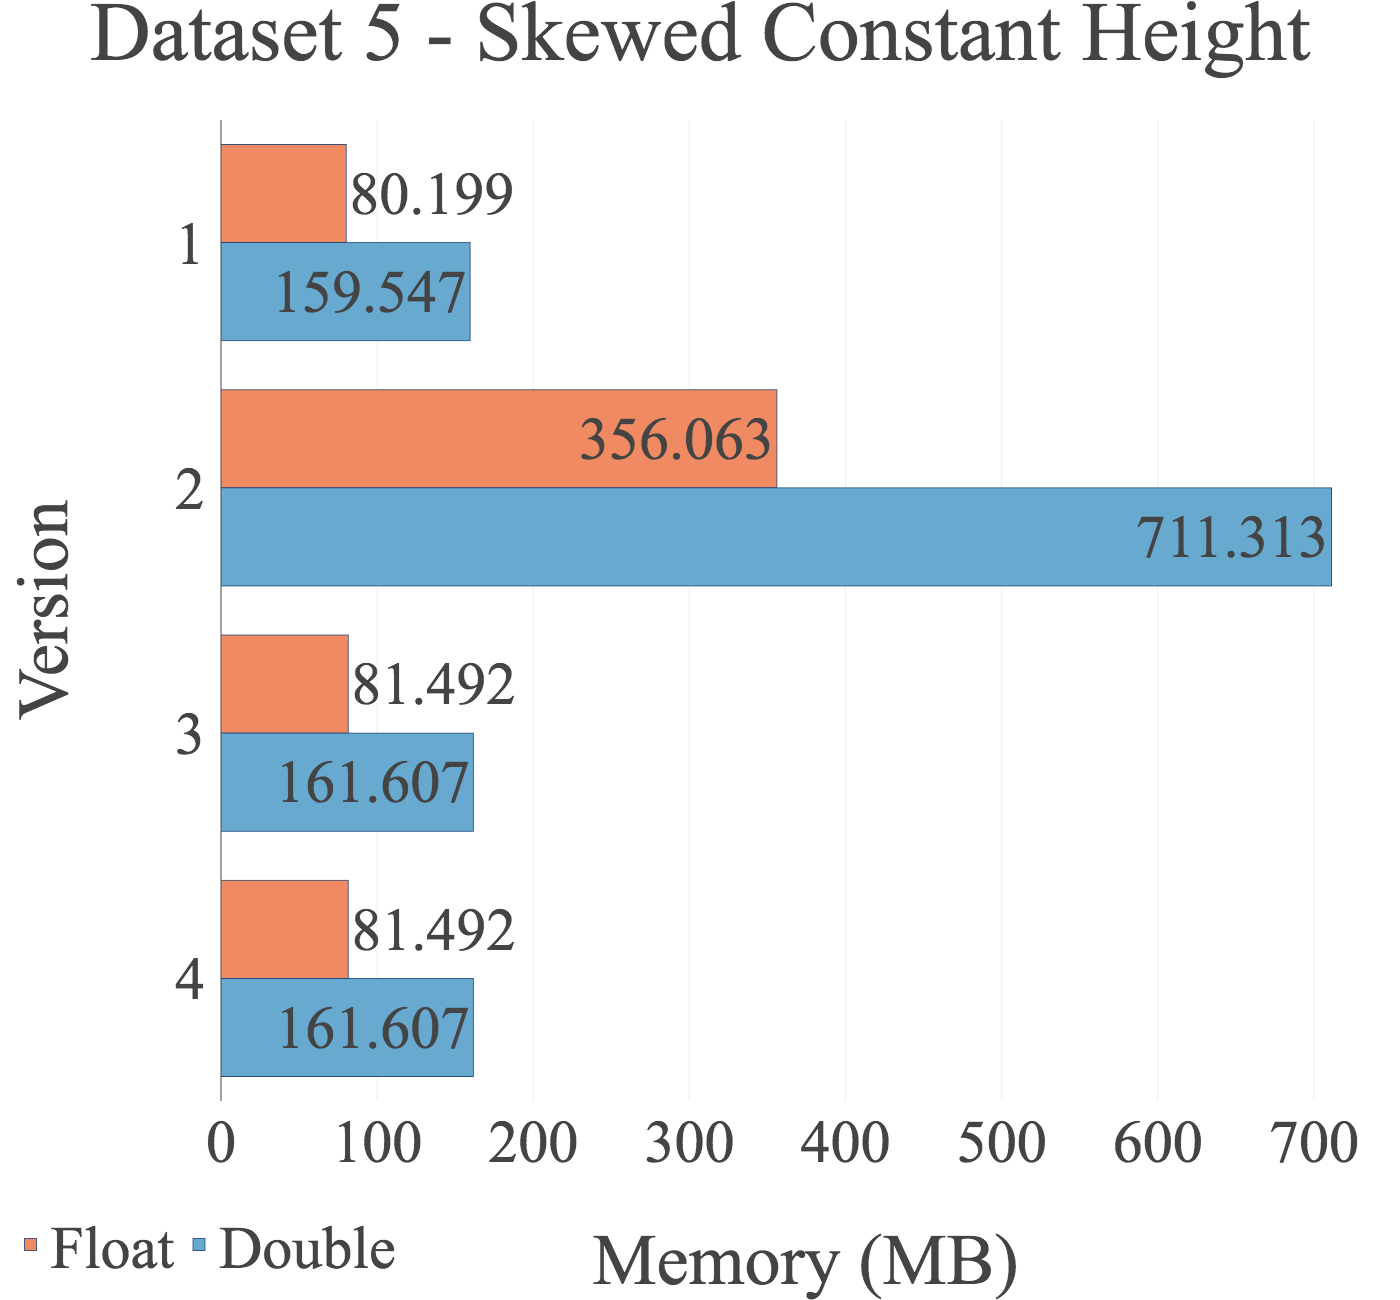 Dataset 5 - Skewed Constant Height
80.199
1
159.547
356.063
2
711.313
Version
81.492
3
161.607
81.492
4
161.607
0 100 200 300 400 500 600 700
Float Double
Memory (MB)